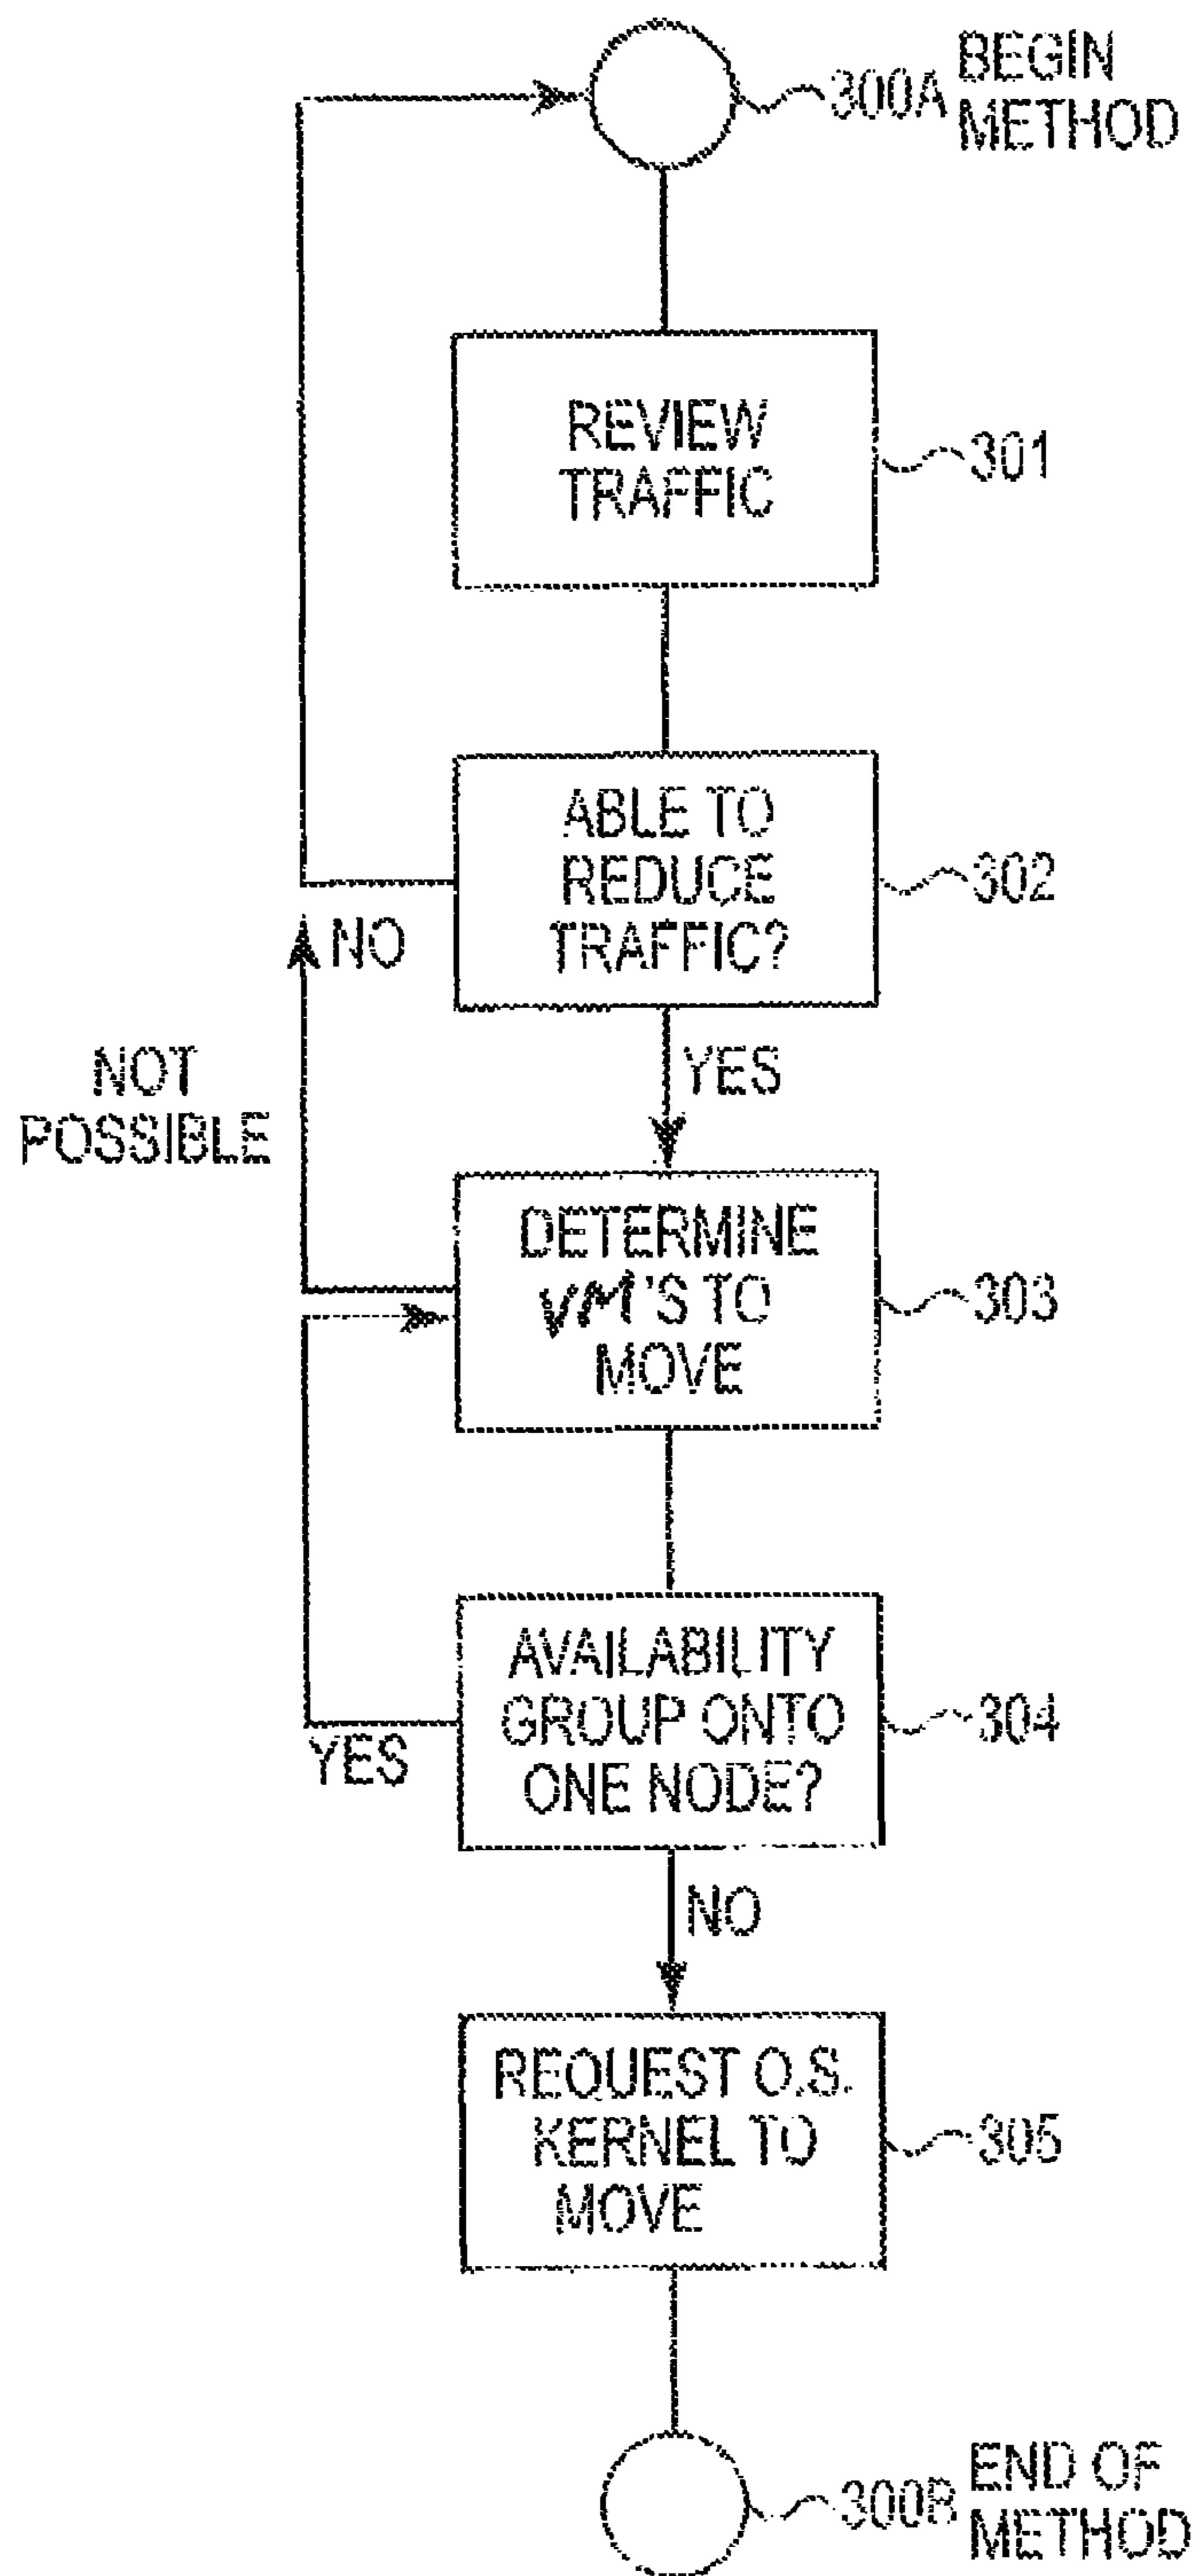 300A BEGIN
METHOD
REVIEW
TRAFFIC
301
ABLE TO
REDUCE
TRAFFIC?
302
NO
YES
NOT
POSSIBLE
DETERMINE
VM'S TO
MOVE
303
AVAILABILITY
GROUP ONTO
ONE NODE?
304
YES
NO
REQUEST O.S.
KERNEL TO
MOVE
305
300B END OF
METHOD